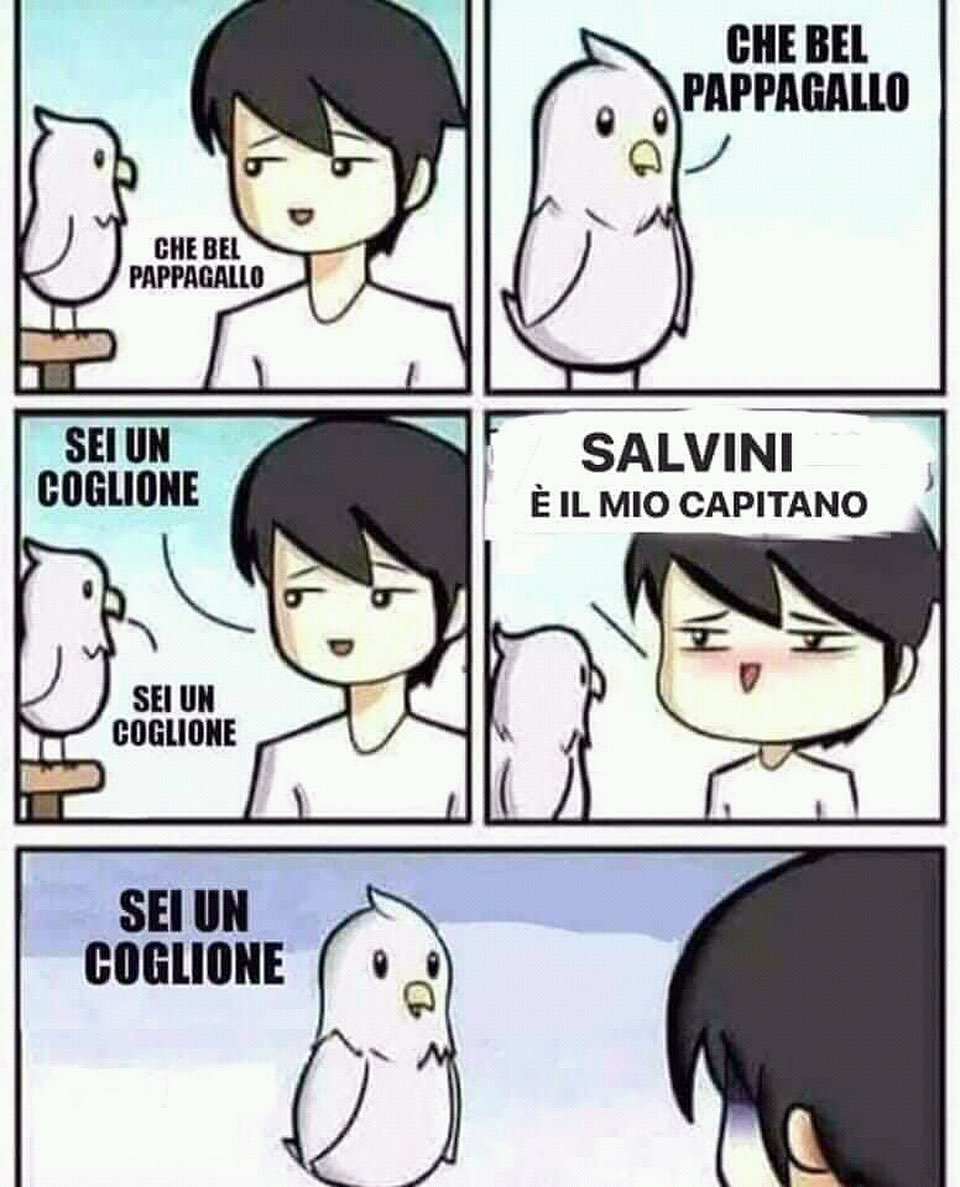 CHE BEL
PAPPAGALLO
CHE BEL
PAPPAGALLO
SEI UN
COGLIONE
SEI UN
COGLIONE
SALVINI
È IL MIO CAPITANO
SEI UN
COGLIONE